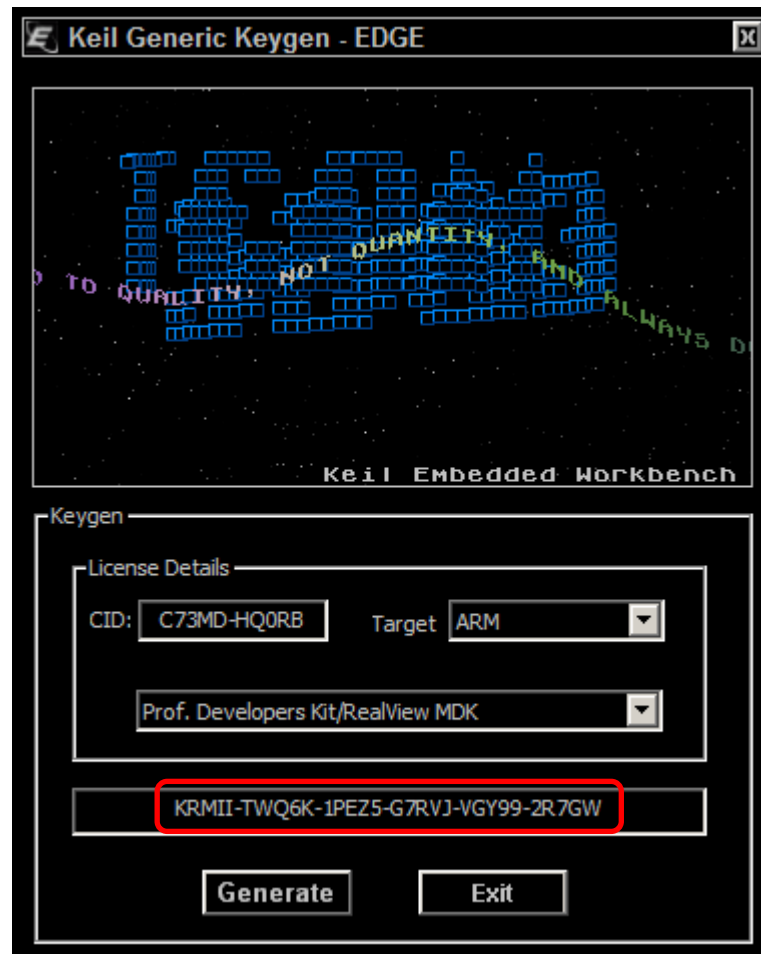 Keil Generic Keygen - EDGE
TO QUALITY, NOT QUANTITY, AND ALWAYS
Keil Embedded Workbench
Keygen
License Details
CID: C73MD-HQ0RB Target ARM
Prof. Developers Kit/RealView MDK
KRMII-TWQ6K-1PEZ5-G7RVJ-VGY99-2R7GW
Generate Exit